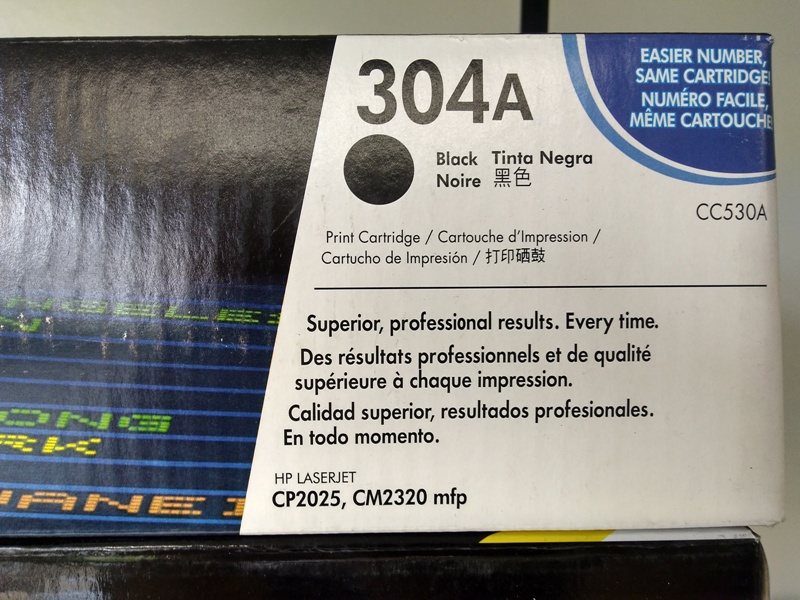 304A
EASIER NUMBER,
SAME CARTRIDGE!
NUMÉRO FACILE,
MÊME CARTOUCHE
Black Tinta Negra
Noire 黑色
CC530A
Print Cartridge / Cartouche d'Impression /
Cartucho de Impresión / 打印硒鼓
Superior, professional results. Every time.
Des résultats professionnels et de qualité
supérieure à chaque impression.
Calidad superior, resultados profesionales.
En todo momento.
HP LASERJET
CP2025, CM2320 mfp